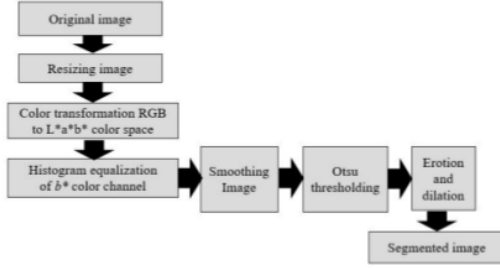 Original image
Resizing image
Color transformation RGB
to L*a*b* color space
Histogram equalization
of b* color channel
Smoothing
Image
Otsu
thresholding
Erotion
and
dilation
Segmented image